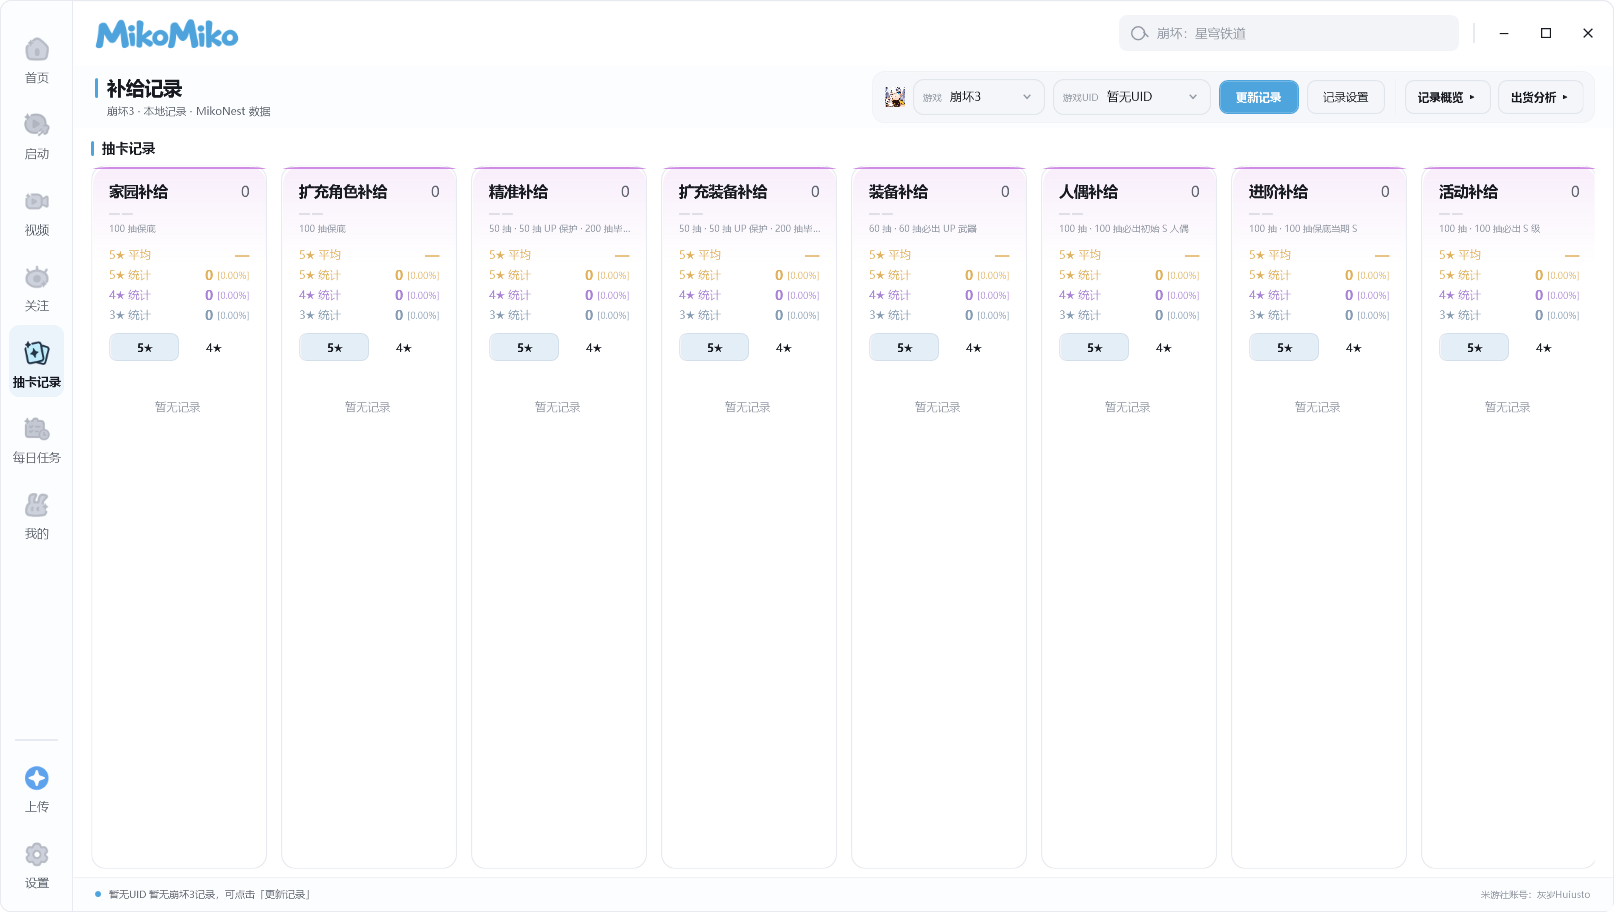 MikoMiko
崩坏：星穹铁道
首页
启动
视频
关注
抽卡记录
每日任务
我的
上传
设置
补给记录
崩坏3 · 本地记录 · MikoNest 数据
游戏 崩坏3
游戏UID 暂无UID
更新记录
记录设置
记录概览 ▸
出货分析 ▸
抽卡记录
家园补给 0
— —
100 抽保底
5★ 平均 —
5★ 统计 0 [0.00%]
4★ 统计 0 [0.00%]
3★ 统计 0 [0.00%]
5★ 4★
暂无记录
扩充角色补给 0
— —
100 抽保底
5★ 平均 —
5★ 统计 0 [0.00%]
4★ 统计 0 [0.00%]
3★ 统计 0 [0.00%]
5★ 4★
暂无记录
精准补给 0
— —
50 抽 · 50 抽 UP 保护 · 200 抽毕...
5★ 平均 —
5★ 统计 0 [0.00%]
4★ 统计 0 [0.00%]
3★ 统计 0 [0.00%]
5★ 4★
暂无记录
扩充装备补给 0
— —
50 抽 · 50 抽 UP 保护 · 200 抽毕...
5★ 平均 —
5★ 统计 0 [0.00%]
4★ 统计 0 [0.00%]
3★ 统计 0 [0.00%]
5★ 4★
暂无记录
装备补给 0
— —
60 抽 · 60 抽必出 UP 武器
5★ 平均 —
5★ 统计 0 [0.00%]
4★ 统计 0 [0.00%]
3★ 统计 0 [0.00%]
5★ 4★
暂无记录
人偶补给 0
— —
100 抽 · 100 抽必出初始 S 人偶
5★ 平均 —
5★ 统计 0 [0.00%]
4★ 统计 0 [0.00%]
3★ 统计 0 [0.00%]
5★ 4★
暂无记录
进阶补给 0
— —
100 抽 · 100 抽保底当期 S
5★ 平均 —
5★ 统计 0 [0.00%]
4★ 统计 0 [0.00%]
3★ 统计 0 [0.00%]
5★ 4★
暂无记录
活动补给 0
— —
100 抽 · 100 抽必出 S 级
5★ 平均 —
5★ 统计 0 [0.00%]
4★ 统计 0 [0.00%]
3★ 统计 0 [0.00%]
5★ 4★
暂无记录
暂无UID 暂无崩坏3记录，可点击「更新记录」
米游社账号：灰岁Huiusto